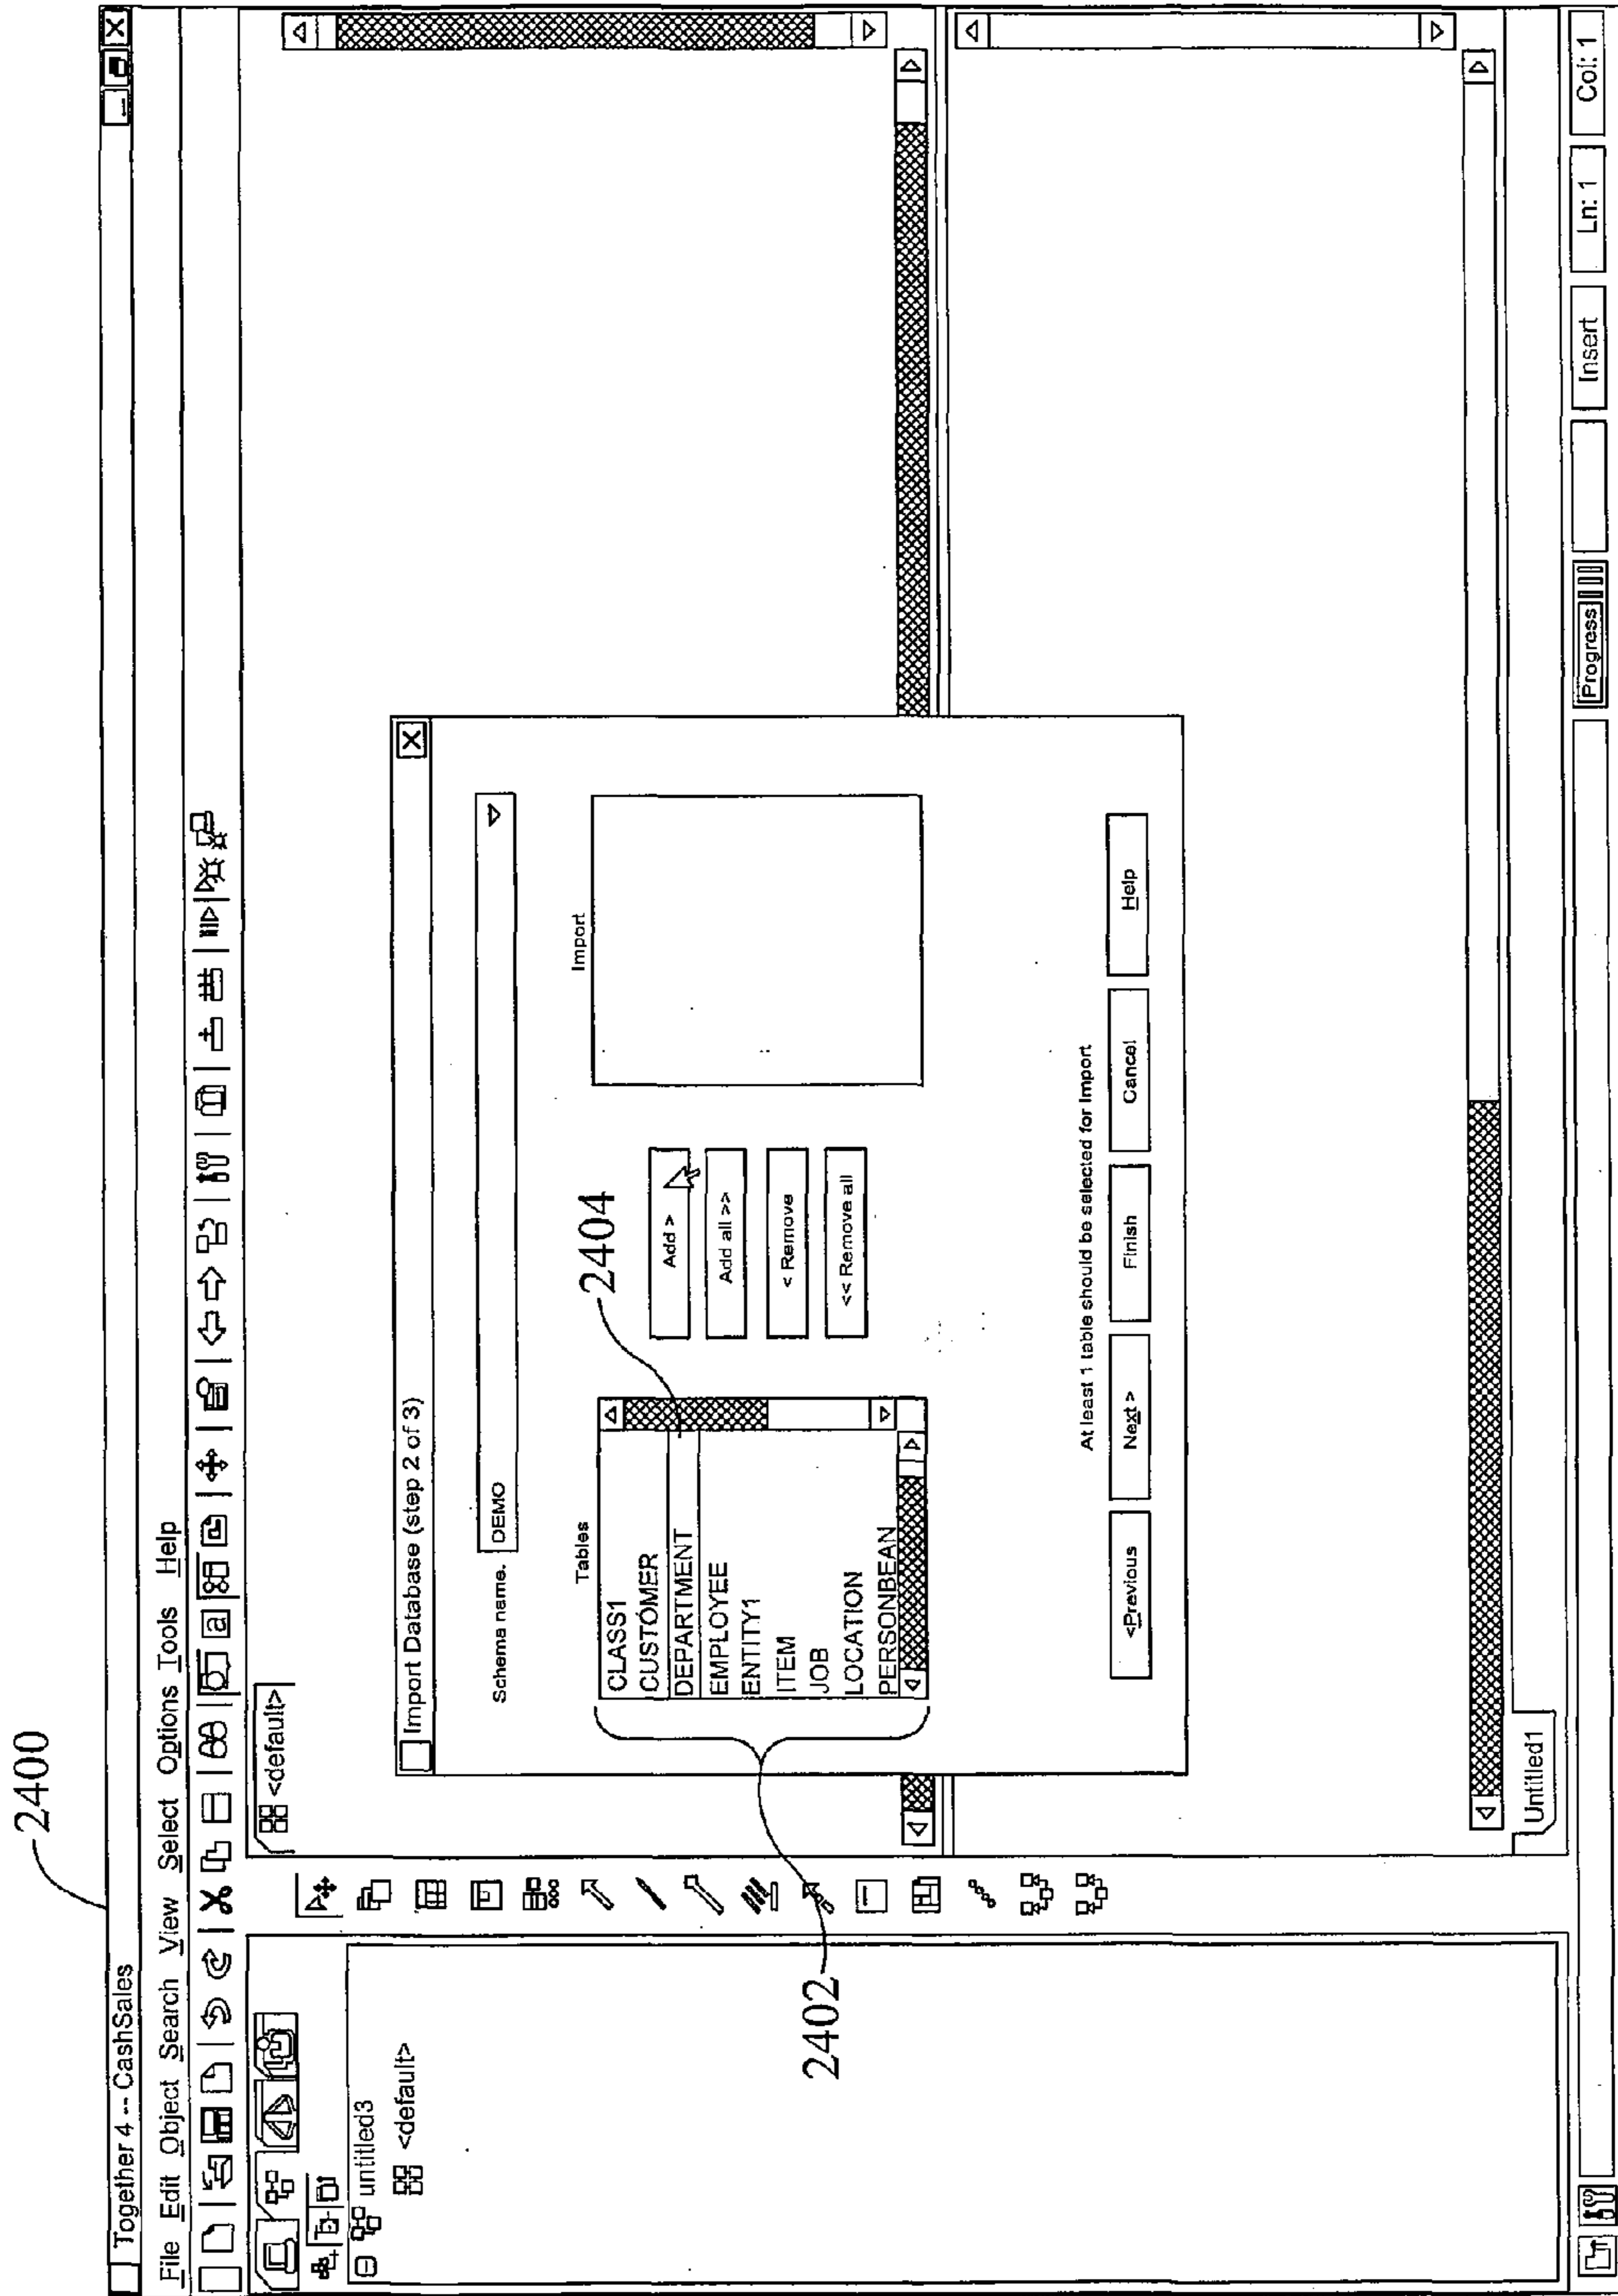 2400
Together 4 -- CashSales
File Edit Object Search View Select Options Tools Help
a
<default>
untitled3
<default>
Import Database (step 2 of 3)
Schema name. DEMO
Tables
Import
2404
CLASS1
CUSTOMER
DEPARTMENT
EMPLOYEE
ENTITY1
ITEM
JOB
LOCATION
PERSONBEAN
Add >
Add all >>
< Remove
<< Remove all
2402
At least 1 table should be selected for Import
<Previous
Next >
Finish
Cancel
Help
Untitled1
Progress
Insert
Ln: 1
Col: 1